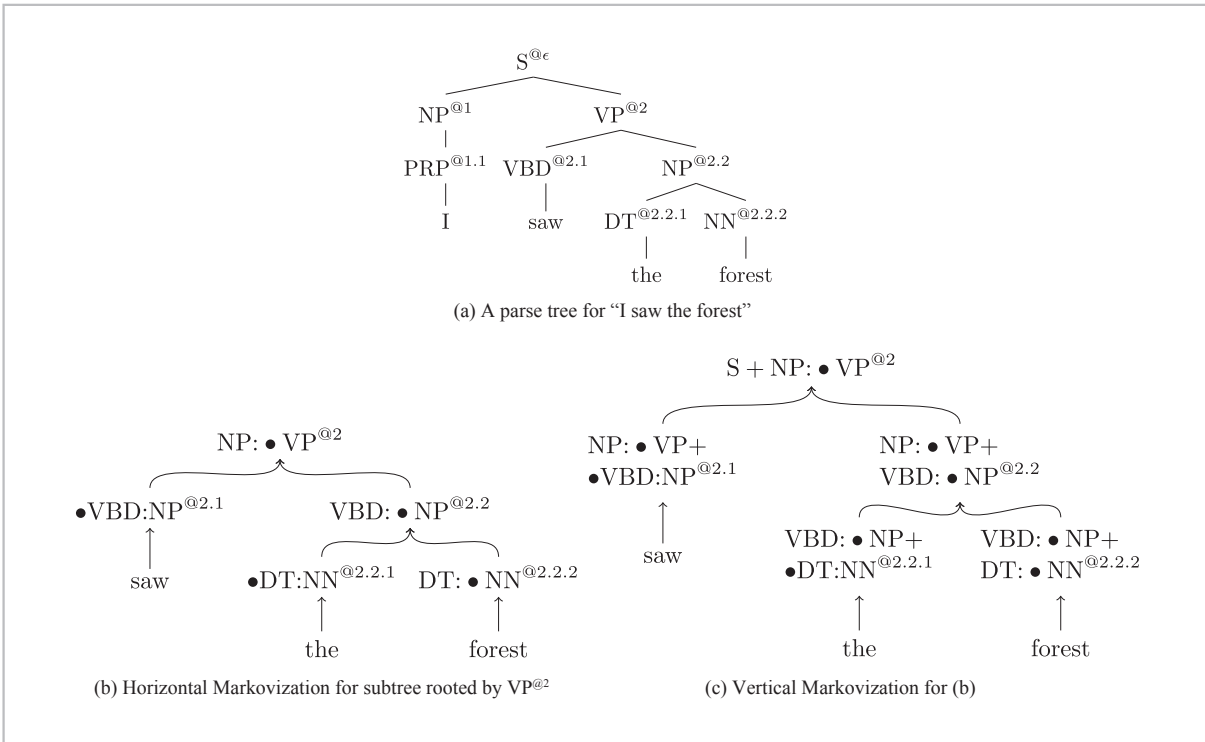 S@ϵ
NP@1 VP@2
PRP@1.1 VBD@2.1 NP@2.2
I saw DT@2.2.1 NN@2.2.2
the forest
(a) A parse tree for “I saw the forest”
S + NP: • VP@2
NP: • VP@2
NP: • VP+ NP: • VP+
•VBD:NP@2.1 VBD: • NP@2.2
•VBD:NP@2.1 VBD: • NP@2.2
saw
VBD: • NP+ VBD: • NP+
•DT:NN@2.2.1 DT: • NN@2.2.2
saw
•DT:NN@2.2.1 DT: • NN@2.2.2
the forest
the forest
(b) Horizontal Markovization for subtree rooted by VP@2
(c) Vertical Markovization for (b)